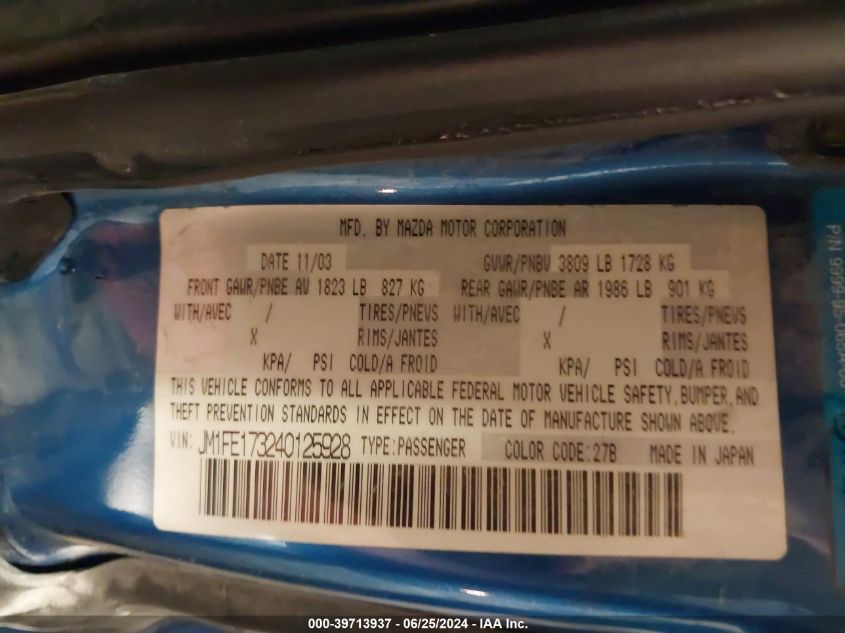 MFD. BY MAZDA MOTOR CORPORATION
DATE 11/03 GVWR/PNBV 3809 LB 1728 KG
FRONT GAWR/PNBE AV 1823 LB 827 KG REAR GAWR/PNBE AR 1986 LB 901 KG
WITH/AVEC / TIRES/PNEVS WITH/AVEC / TIRES/PNEVS
X RIMS/JANTES X RIMS/JANTES
KPA/ PSI COLD/A FROID KPA/ PSI COLD/A FROID
THIS VEHICLE CONFORMS TO ALL APPLICABLE FEDERAL MOTOR VEHICLE SAFETY, BUMPER, AND
THEFT PREVENTION STANDARDS IN EFFECT ON THE DATE OF MANUFACTURE SHOWN ABOVE.
VIN: JM1FE173240125928 TYPE:PASSENGER COLOR CODE:27B MADE IN JAPAN
P/N 9999-95-
000-39713937 - 06/25/2024 - IAA Inc.